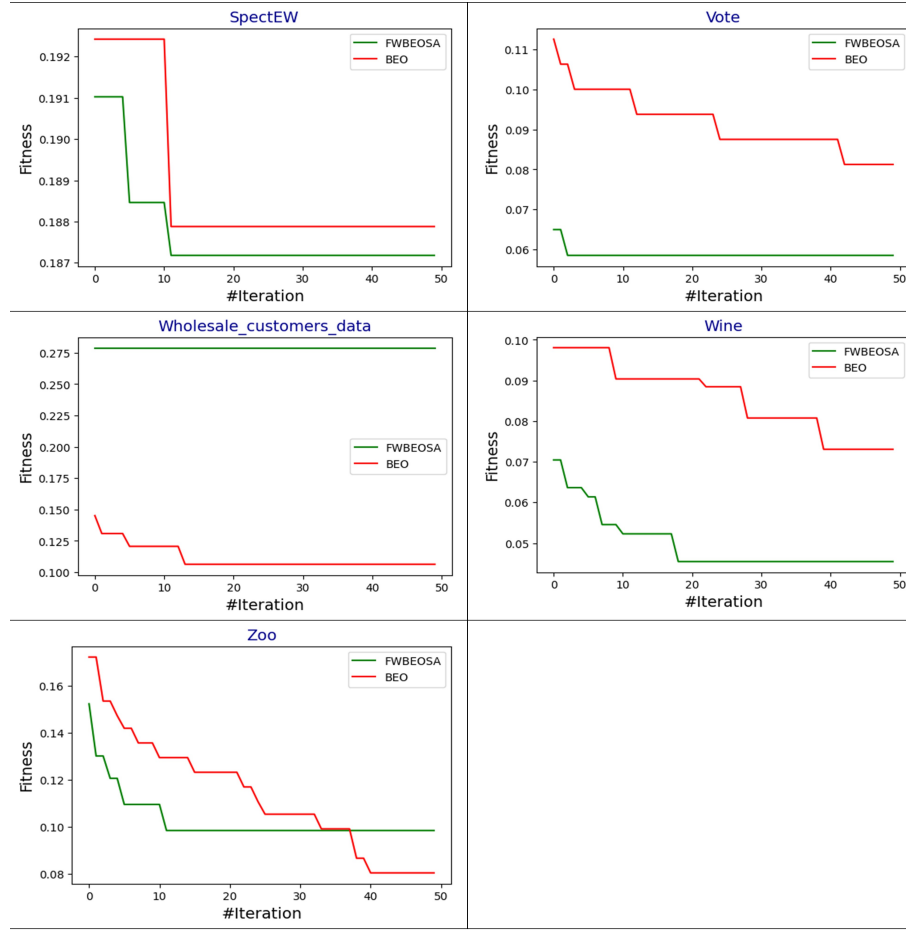 SpectEW
0.192
0.191
0.190
0.189
0.188
0.187
Fitness
FWBEOSA
BEO
0 10 20 30 40 50
#Iteration
Vote
0.11
0.10
0.09
0.08
0.07
0.06
Fitness
FWBEOSA
BEO
0 10 20 30 40 50
#Iteration
Wholesale_customers_data
0.275
0.250
0.225
0.200
0.175
0.150
0.125
0.100
Fitness
FWBEOSA
BEO
0 10 20 30 40 50
#Iteration
Wine
0.10
0.09
0.08
0.07
0.06
0.05
Fitness
FWBEOSA
BEO
0 10 20 30 40 50
#Iteration
Zoo
0.16
0.14
0.12
0.10
0.08
Fitness
FWBEOSA
BEO
0 10 20 30 40 50
#Iteration